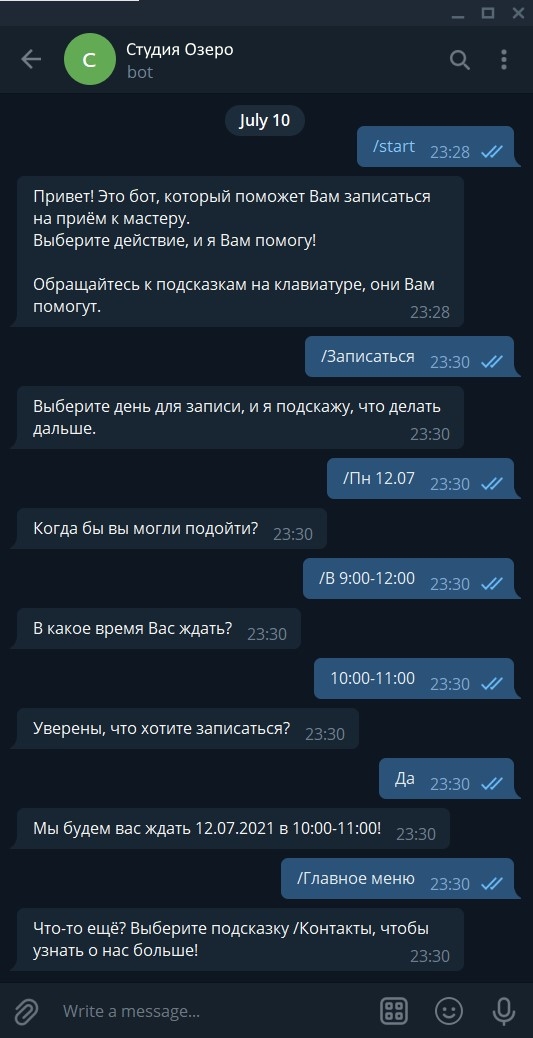 Студия Озеро
bot
July 10
/start 23:28
Привет! Это бот, который поможет Вам записаться
на приём к мастеру.
Выберите действие, и я Вам помогу!
Обращайтесь к подсказкам на клавиатуре, они Вам
помогут. 23:28
/Записаться 23:30
Выберите день для записи, и я подскажу, что делать
дальше. 23:30
/Пн 12.07 23:30
Когда бы вы могли подойти? 23:30
/В 9:00-12:00 23:30
В какое время Вас ждать? 23:30
10:00-11:00 23:30
Уверены, что хотите записаться? 23:30
Да 23:30
Мы будем вас ждать 12.07.2021 в 10:00-11:00! 23:30
/Главное меню 23:30
Что-то ещё? Выберите подсказку /Контакты, чтобы
узнать о нас больше! 23:30
Write a message...